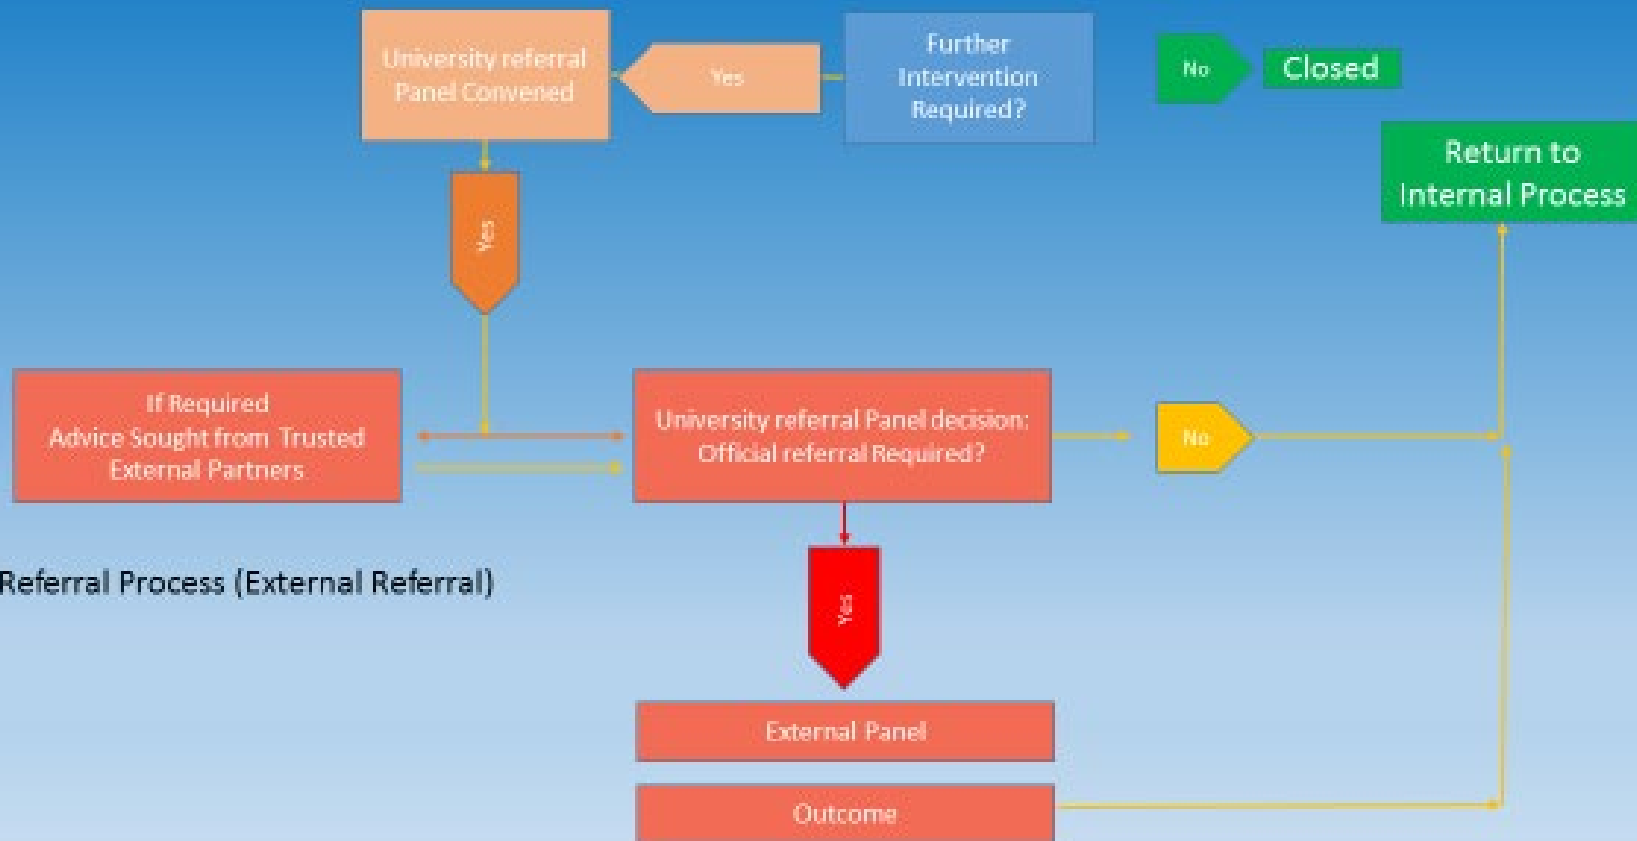 University referral
Panel Convened
Yes
Further
Intervention
Required?
No
Closed
Return to
Internal Process
Yes
If Required
Advice Sought from Trusted
External Partners
University referral Panel decision:
Official referral Required?
No
Referral Process (External Referral)
Yes
External Panel
Outcome